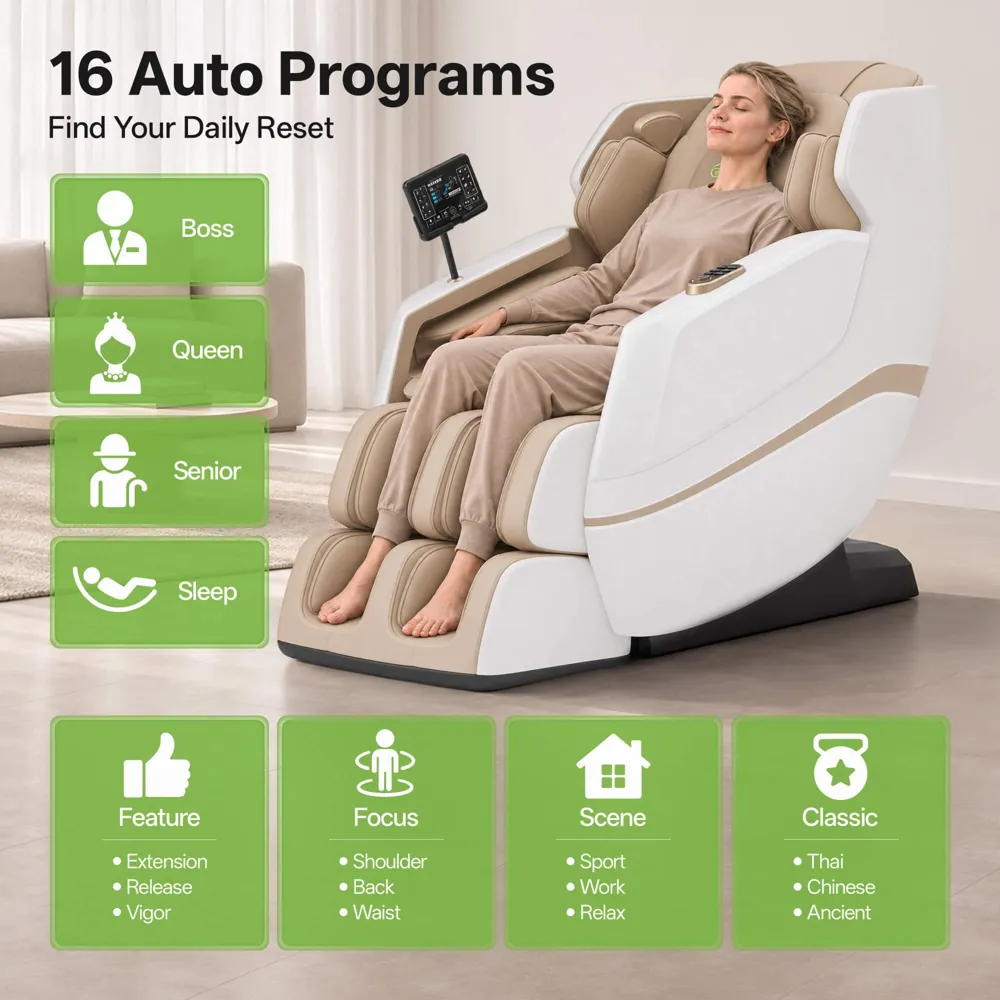 16 Auto Programs
Find Your Daily Reset
Boss
Queen
Senior
Sleep
Feature
• Extension
• Release
• Vigor
Focus
• Shoulder
• Back
• Waist
Scene
• Sport
• Work
• Relax
Classic
• Thai
• Chinese
• Ancient